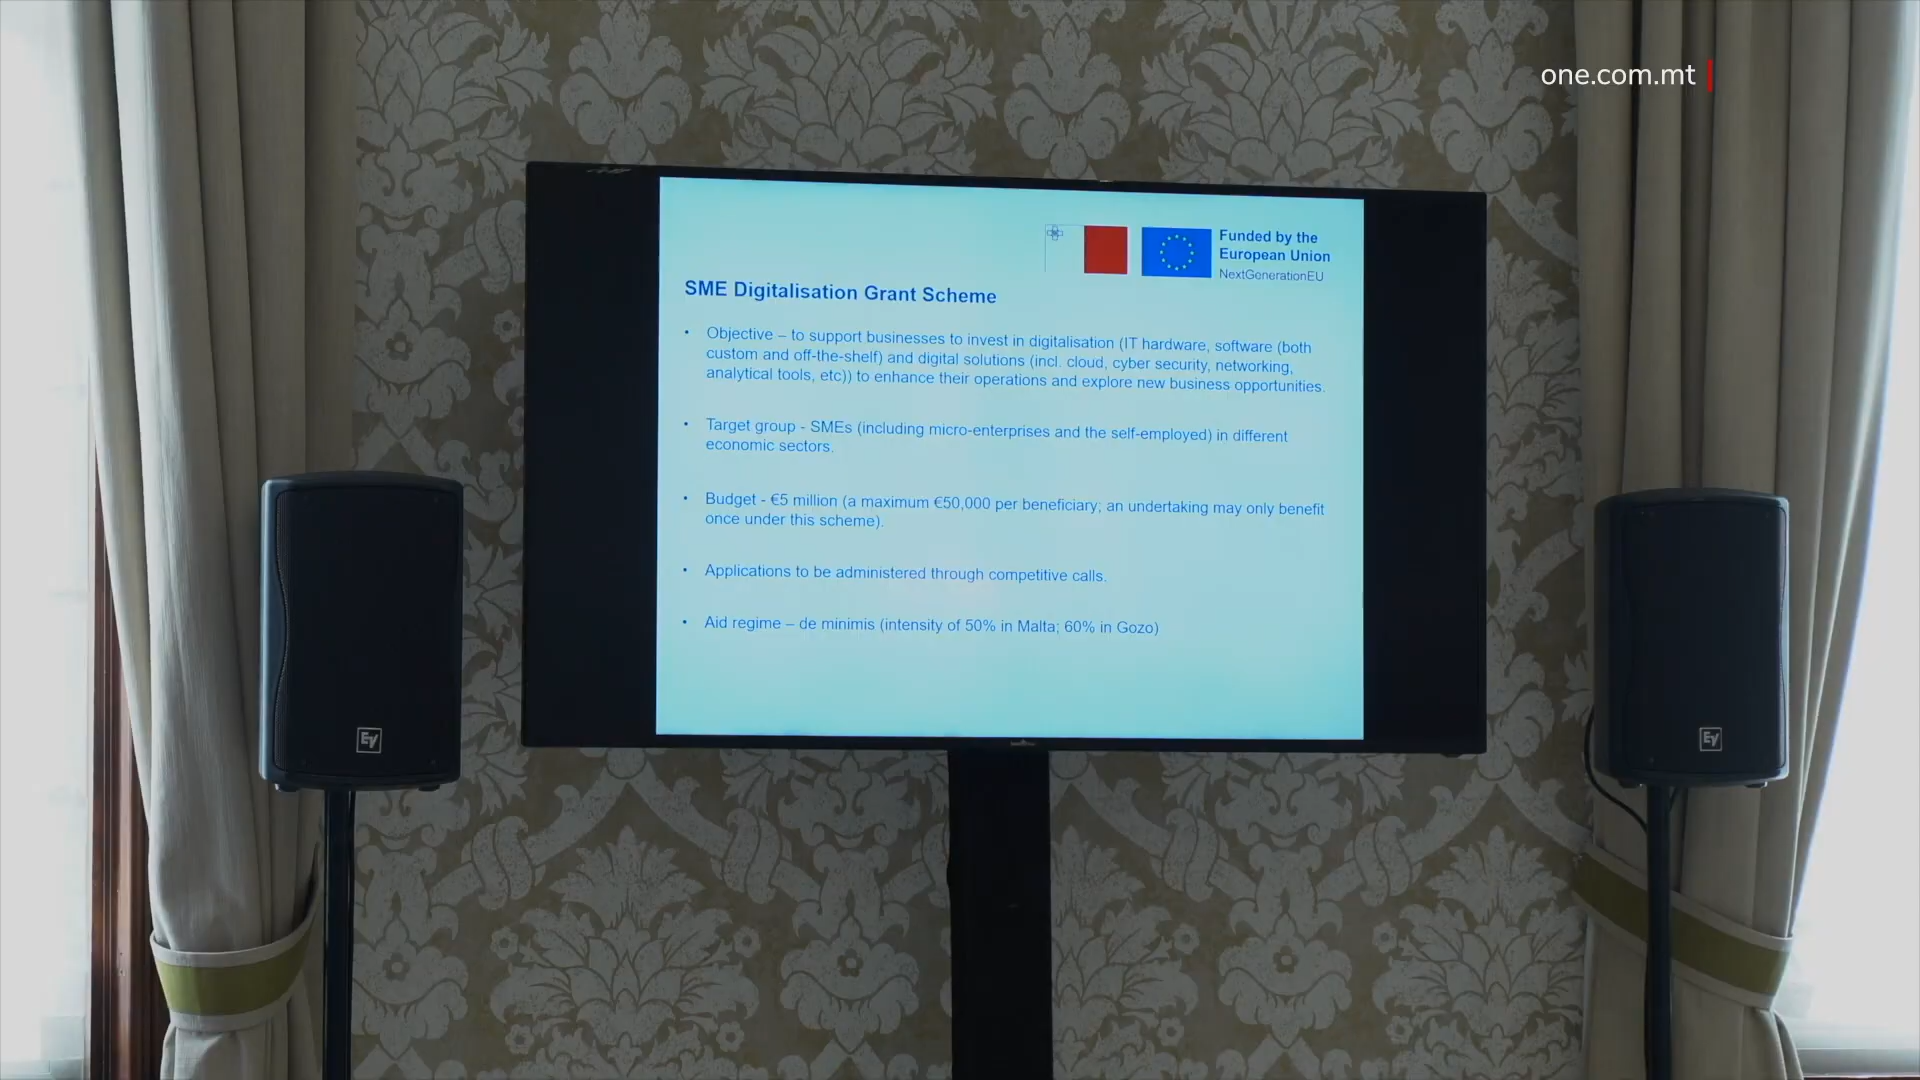 one.com.mt
Funded by the
European Union
NextGenerationEU
SME Digitalisation Grant Scheme
• Objective – to support businesses to invest in digitalisation (IT hardware, software (both
custom and off-the-shelf) and digital solutions (incl. cloud, cyber security, networking,
analytical tools, etc)) to enhance their operations and explore new business opportunities.
• Target group - SMEs (including micro-enterprises and the self-employed) in different
economic sectors.
• Budget - €5 million (a maximum €50,000 per beneficiary; an undertaking may only benefit
once under this scheme).
• Applications to be administered through competitive calls.
• Aid regime – de minimis (intensity of 50% in Malta; 60% in Gozo)
EV
EV